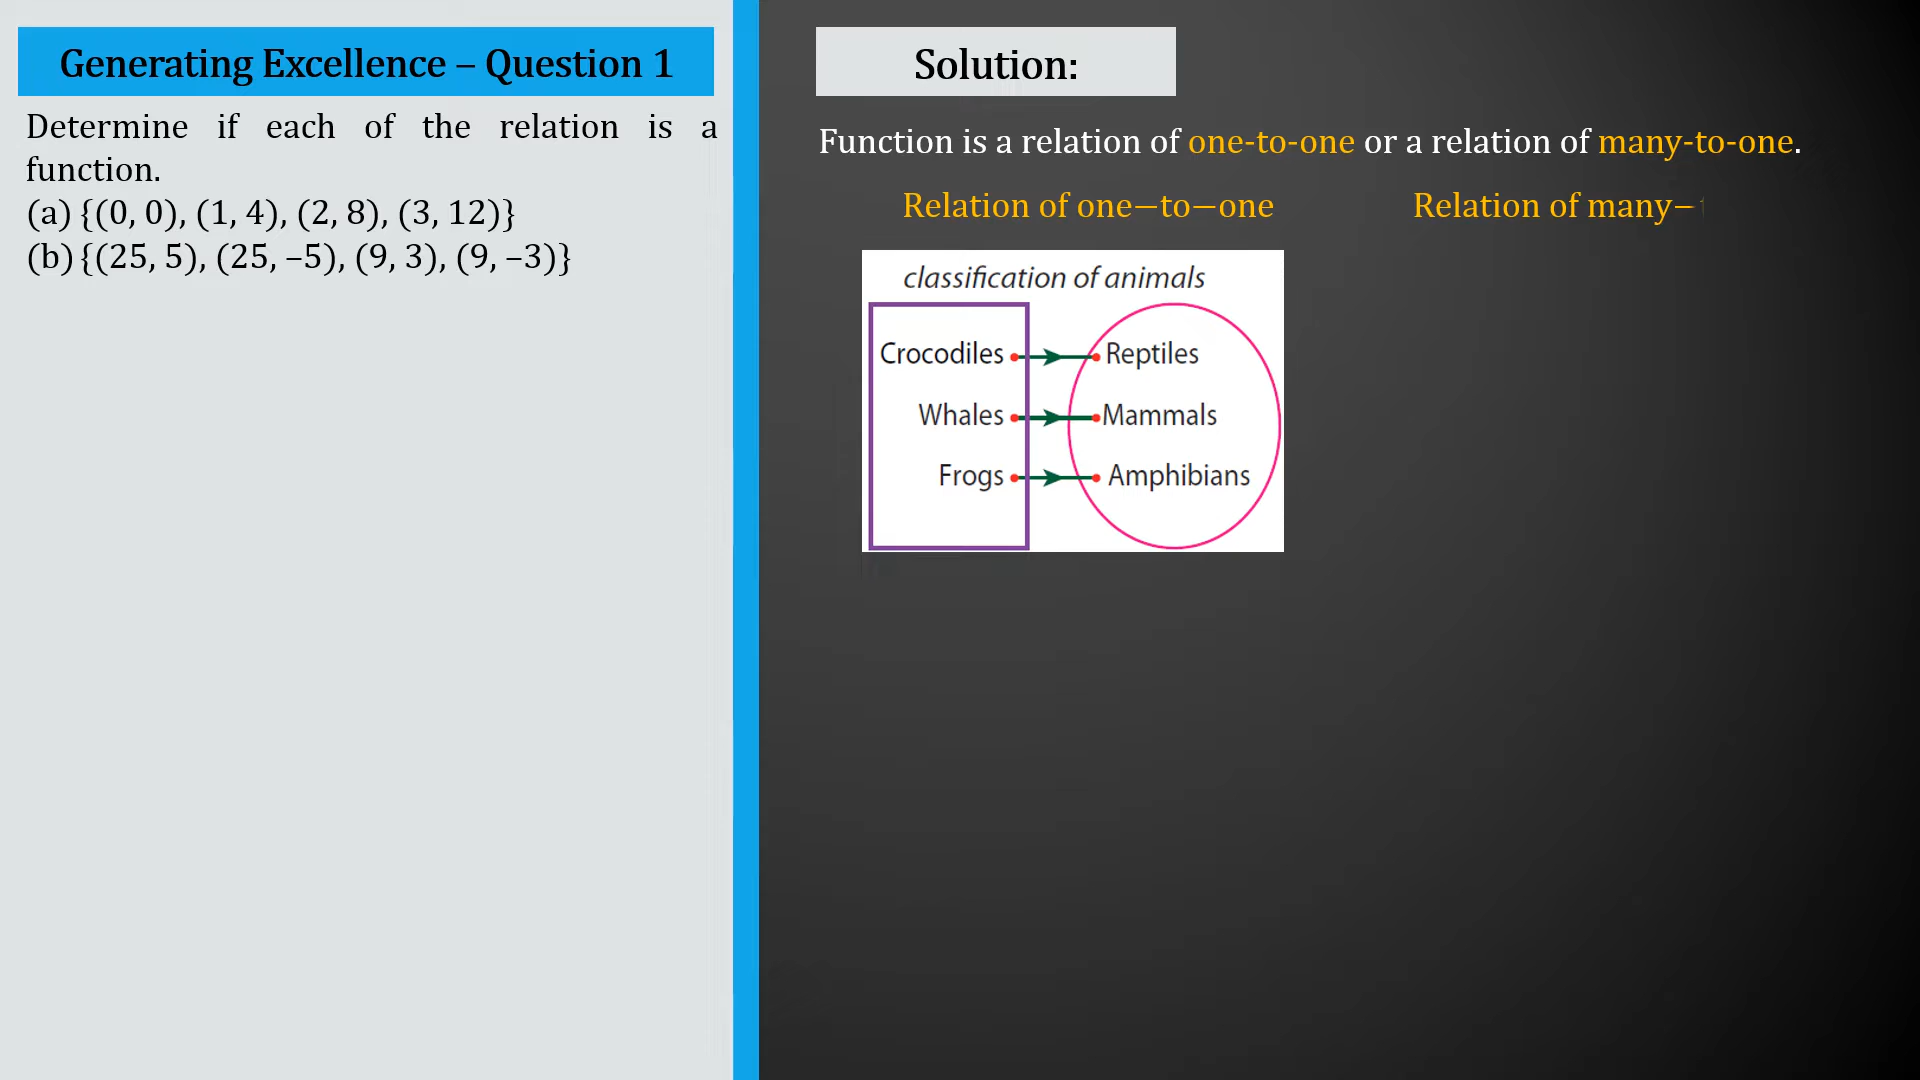 Generating Excellence – Question 1
Determine if each of the relation is a
function.
(a) {(0, 0), (1, 4), (2, 8), (3, 12)}
(b) {(25, 5), (25, –5), (9, 3), (9, –3)}
Solution:
Function is a relation of one-to-one or a relation of many-to-one.
Relation of one−to−one
Relation of many−
classification of animals
Crocodiles Reptiles
Whales Mammals
Frogs Amphibians